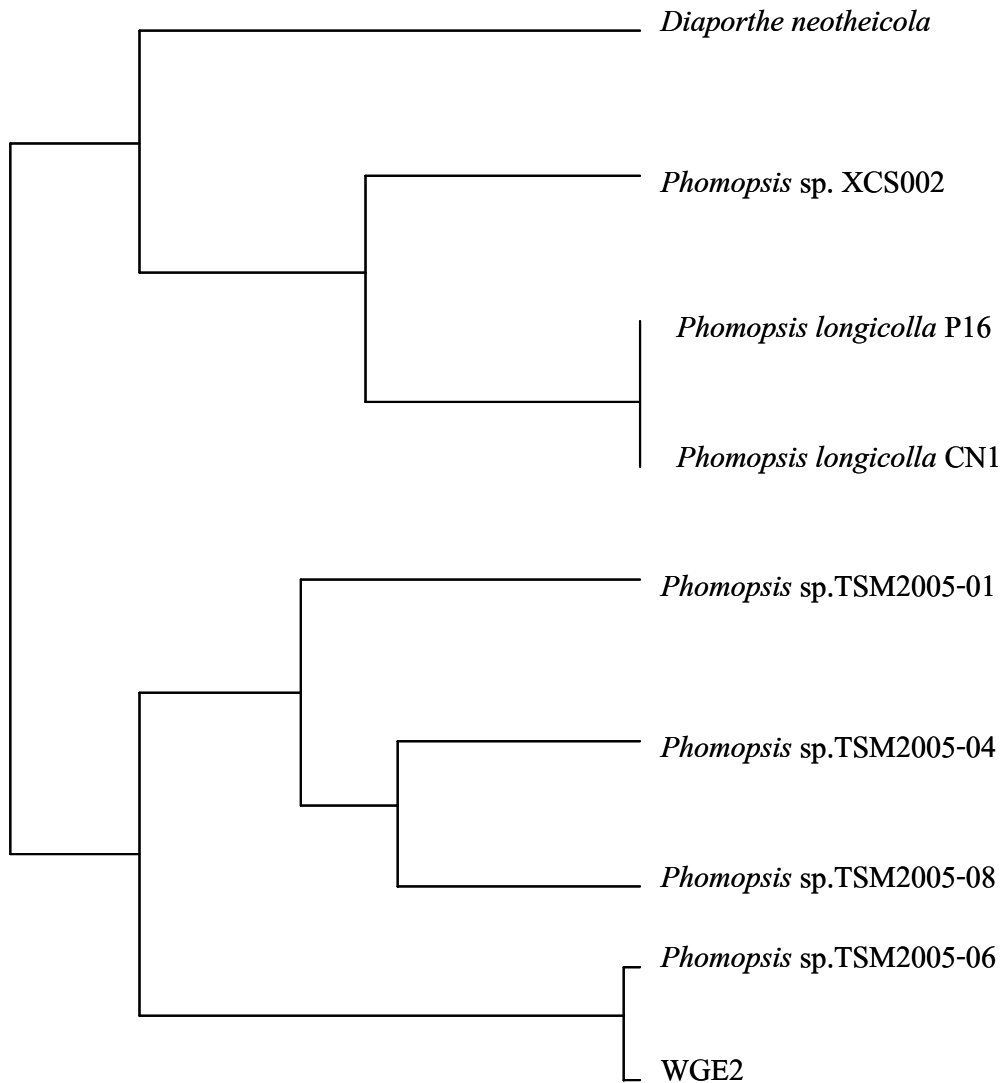 Diaporthe neotheicola
Phomopsis sp. XCS002
Phomopsis longicolla P16
Phomopsis longicolla CN1
Phomopsis sp.TSM2005-01
Phomopsis sp.TSM2005-04
Phomopsis sp.TSM2005-08
Phomopsis sp.TSM2005-06
WGE2